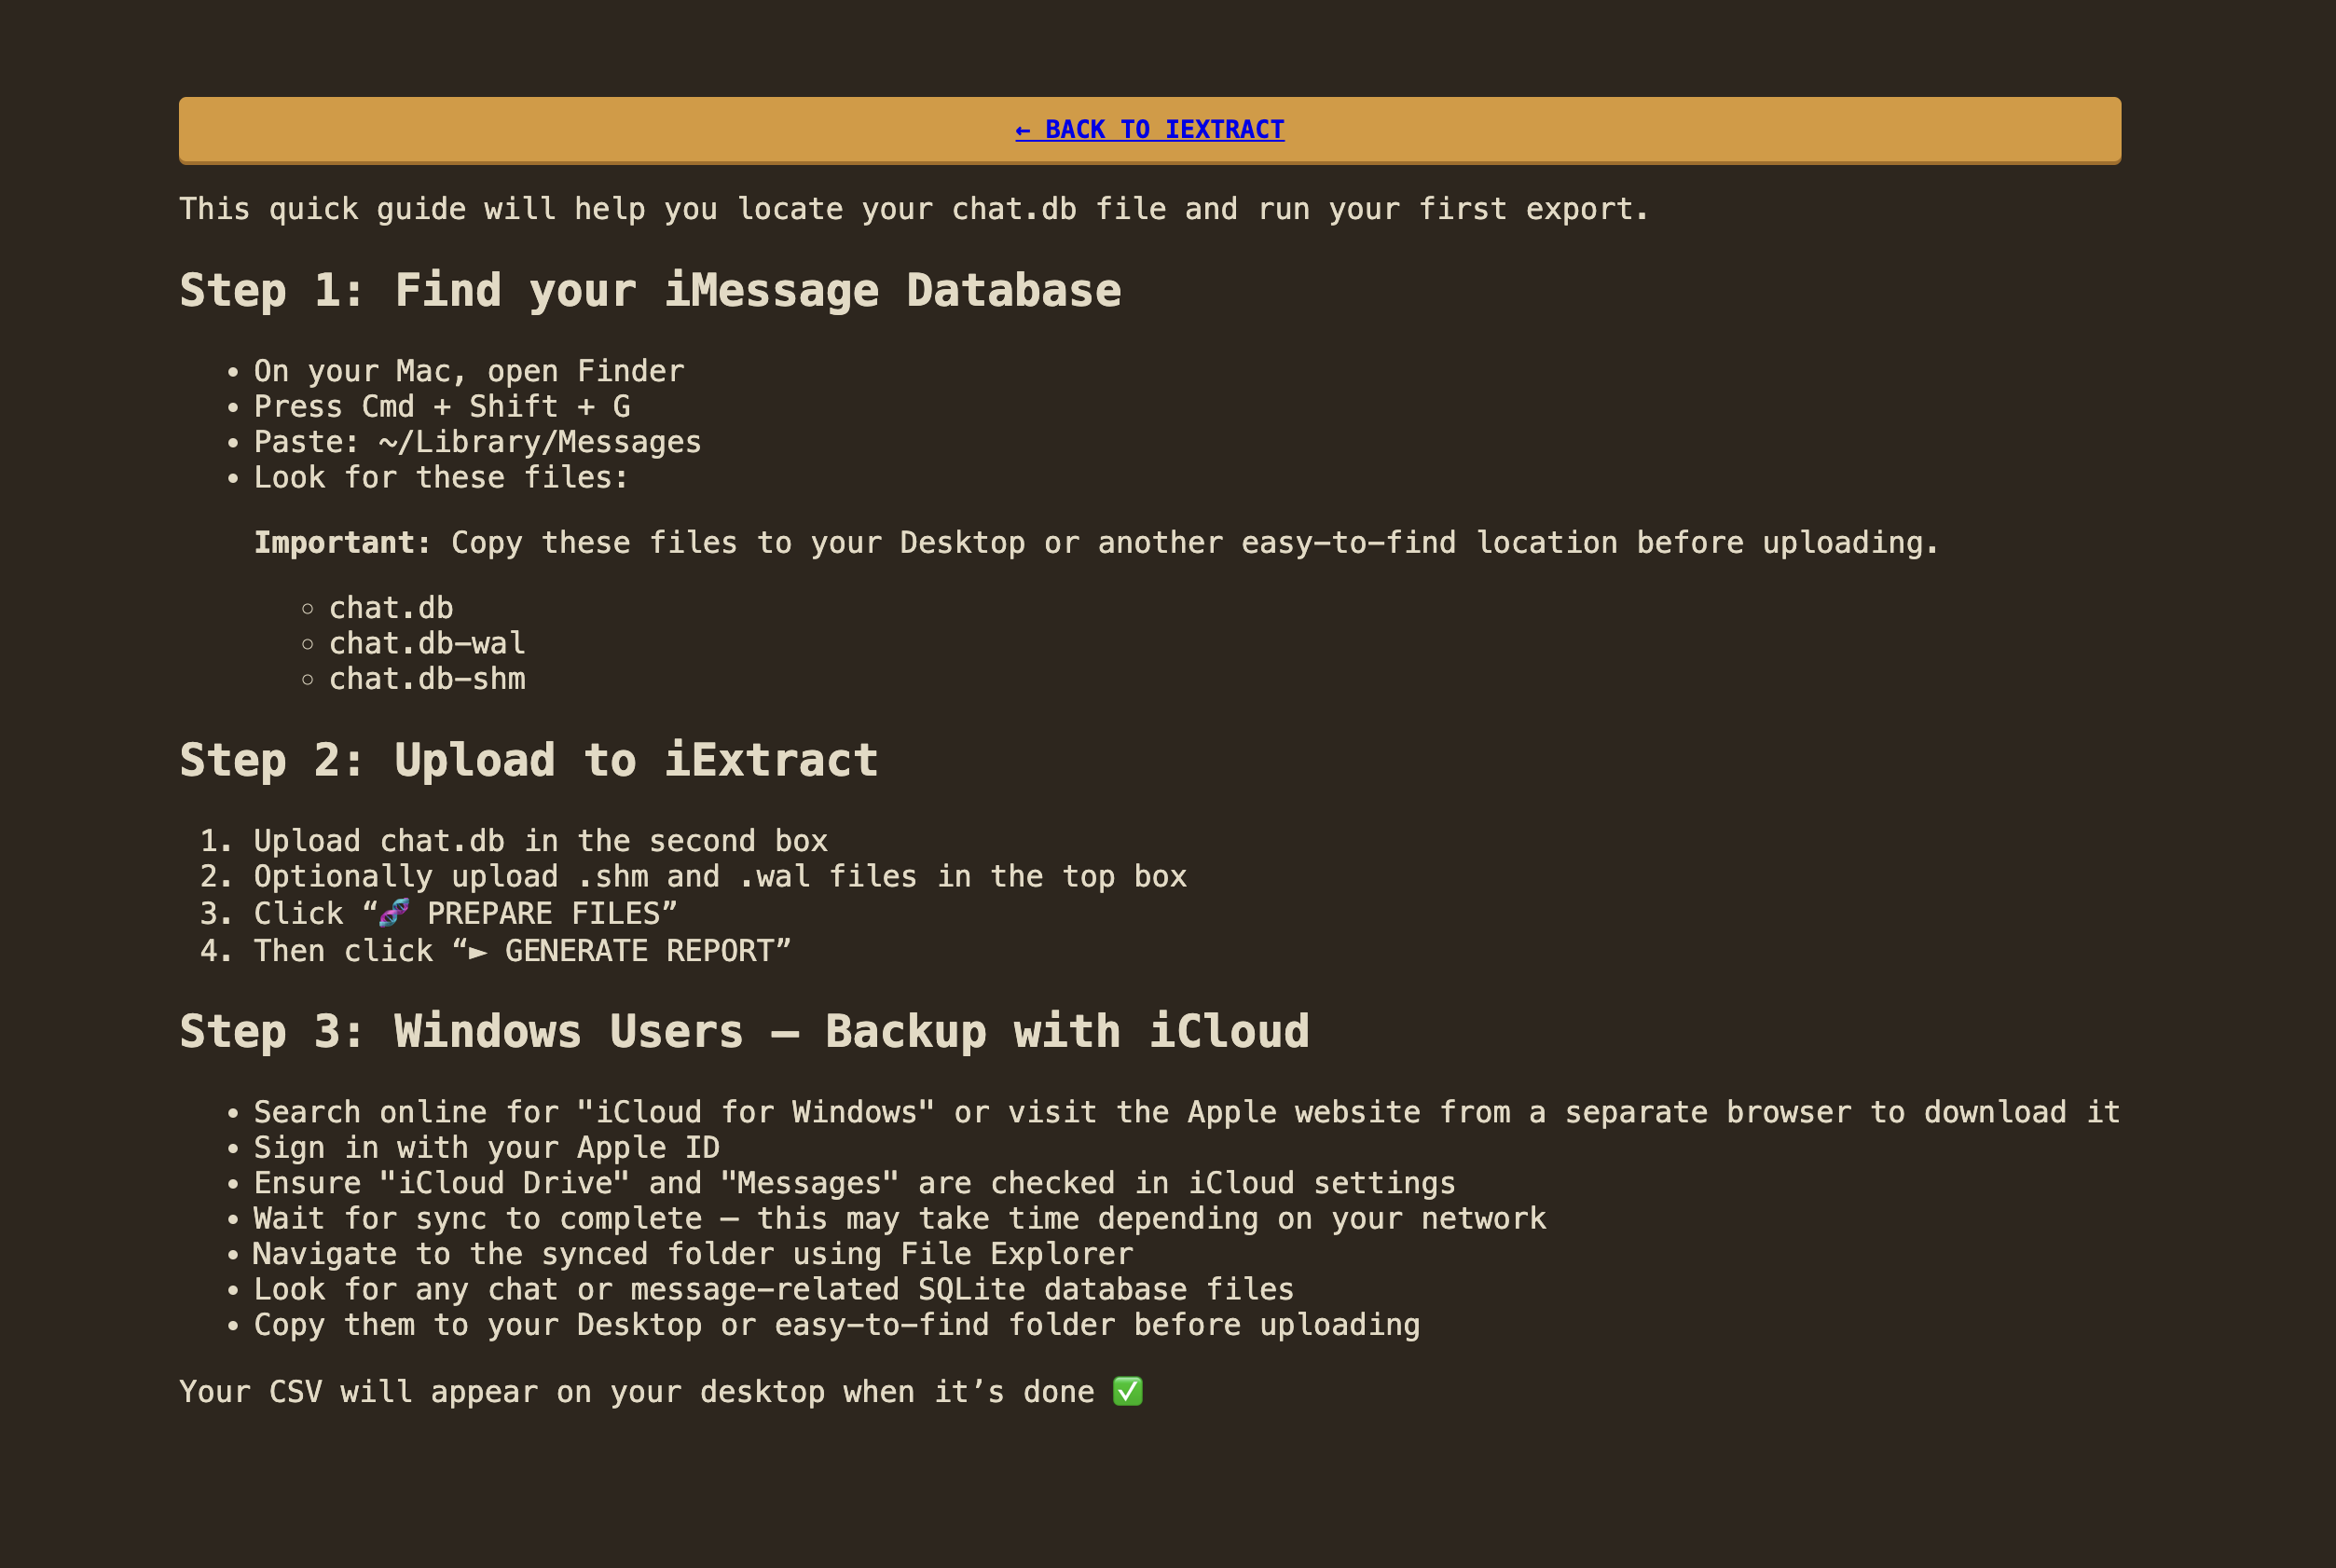 ← BACK TO IEXTRACT
This quick guide will help you locate your chat.db file and run your first export.
Step 1: Find your iMessage Database
• On your Mac, open Finder
• Press Cmd + Shift + G
• Paste: ~/Library/Messages
• Look for these files:
Important: Copy these files to your Desktop or another easy-to-find location before uploading.
◦ chat.db
◦ chat.db-wal
◦ chat.db-shm
Step 2: Upload to iExtract
1. Upload chat.db in the second box
2. Optionally upload .shm and .wal files in the top box
3. Click “🧬 PREPARE FILES”
4. Then click “► GENERATE REPORT”
Step 3: Windows Users — Backup with iCloud
• Search online for "iCloud for Windows" or visit the Apple website from a separate browser to download it
• Sign in with your Apple ID
• Ensure "iCloud Drive" and "Messages" are checked in iCloud settings
• Wait for sync to complete — this may take time depending on your network
• Navigate to the synced folder using File Explorer
• Look for any chat or message-related SQLite database files
• Copy them to your Desktop or easy-to-find folder before uploading
Your CSV will appear on your desktop when it’s done ✅